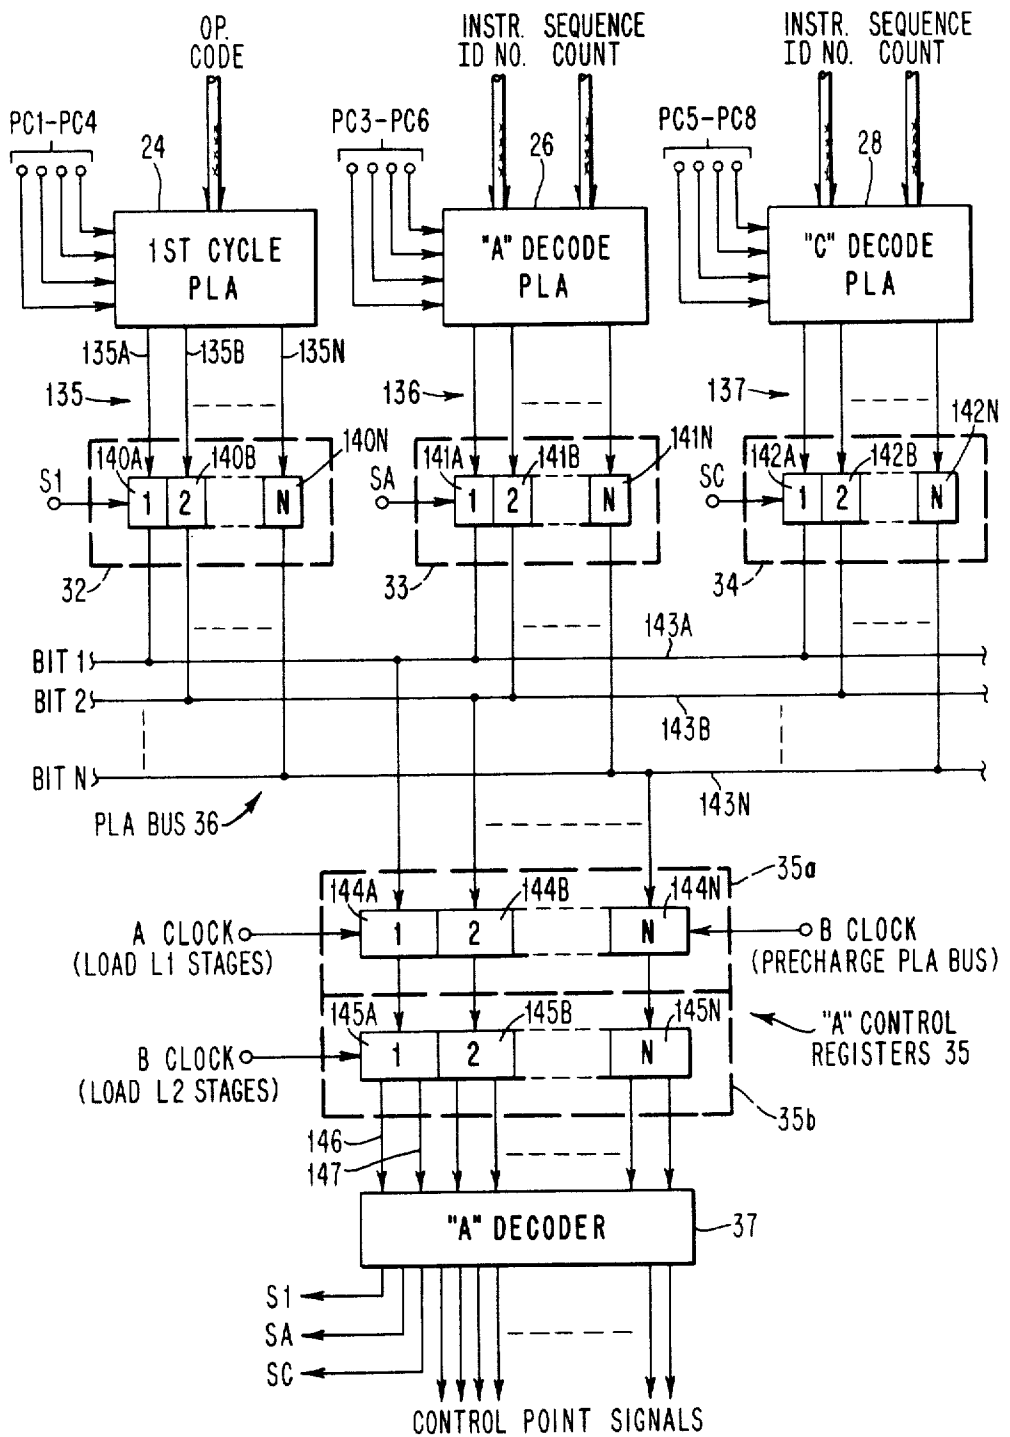 OP. CODE
INSTR. ID NO.
SEQUENCE COUNT
INSTR. ID NO.
SEQUENCE COUNT
PC1-PC4
24
PC3-PC6
26
PC5-PC8
28
1ST CYCLE PLA
"A" DECODE PLA
"C" DECODE PLA
135A
135B
135N
135
136
137
140A
140B
140N
141A
141B
141N
142A
142B
142N
S1
1
2
N
SA
1
2
N
SC
1
2
N
32
33
34
143A
BIT 1
BIT 2
143B
BIT N
143N
PLA BUS 36
35a
144A
144B
144N
A CLOCK
(LOAD L1 STAGES)
1
2
N
B CLOCK
(PRECHARGE PLA BUS)
145A
145B
145N
"A" CONTROL
REGISTERS 35
B CLOCK
(LOAD L2 STAGES)
1
2
N
35b
146
147
"A" DECODER
37
S1
SA
SC
CONTROL POINT SIGNALS